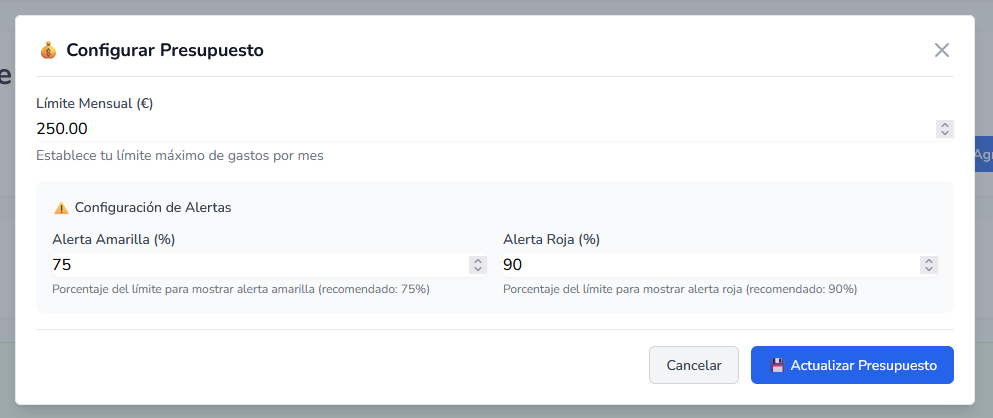 Configurar Presupuesto
Límite Mensual (€)
250.00
Establece tu límite máximo de gastos por mes
Configuración de Alertas
Alerta Amarilla (%)
75
Porcentaje del límite para mostrar alerta amarilla (recomendado: 75%)
Alerta Roja (%)
90
Porcentaje del límite para mostrar alerta roja (recomendado: 90%)
Cancelar
Actualizar Presupuesto